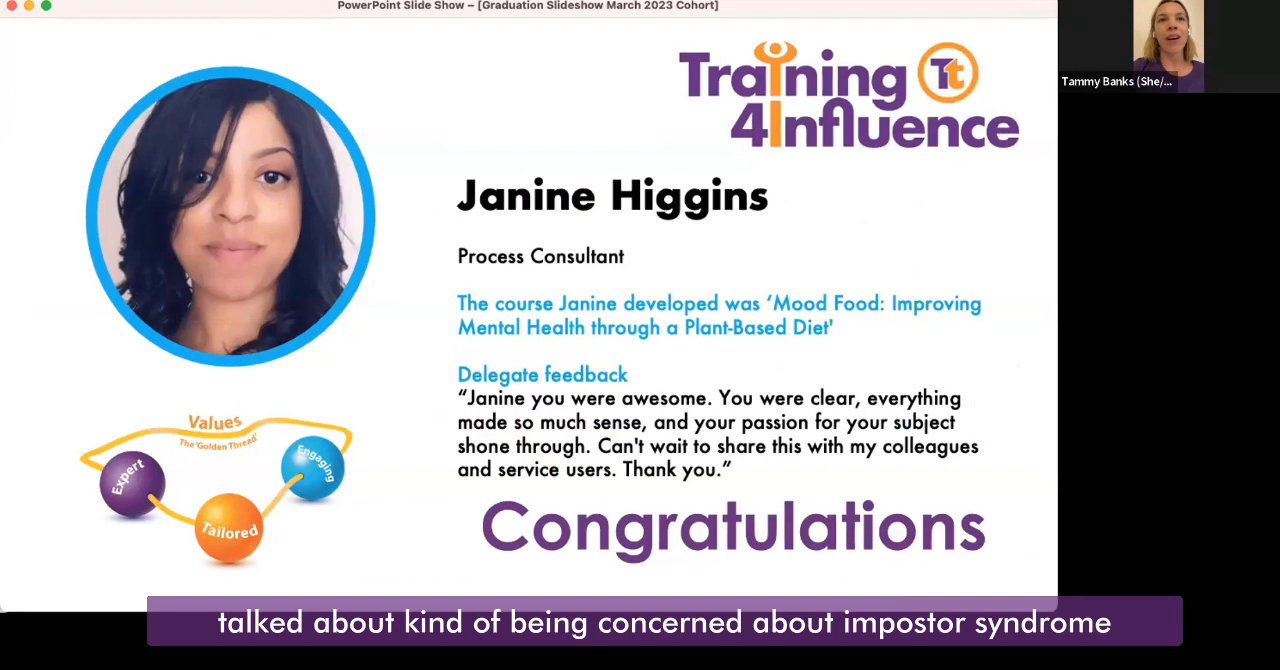 PowerPoint Slide Show – [Graduation Slideshow March 2023 Cohort]
Tammy Banks (She/...
Training Tt
4Influence
Janine Higgins
Process Consultant
The course Janine developed was ‘Mood Food: Improving
Mental Health through a Plant-Based Diet'
Delegate feedback
“Janine you were awesome. You were clear, everything
made so much sense, and your passion for your subject
shone through. Can't wait to share this with my colleagues
and service users. Thank you.”
Values
The 'Golden Thread'
Expert
Tailored
Engaging
Congratulations
talked about kind of being concerned about impostor syndrome